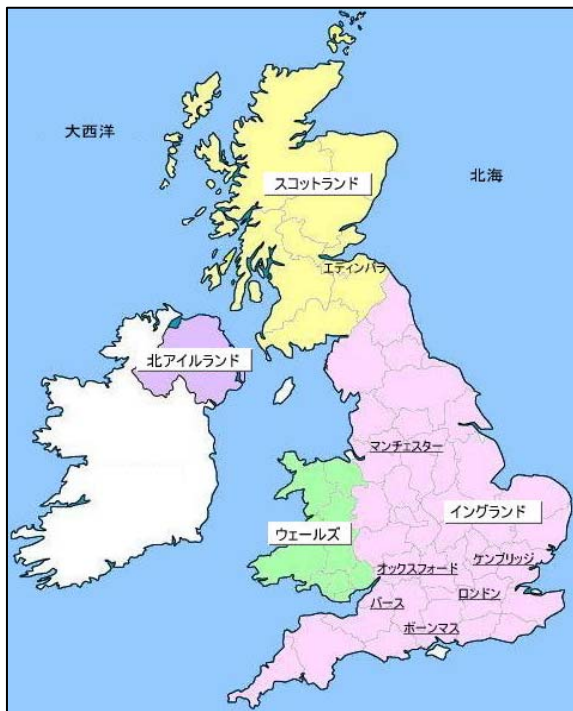 大西洋
北海
スコットランド
エディンバラ
北アイルランド
マンチェスター
イングランド
ウェールズ
ケンブリッジ
オックスフォード
ロンドン
バース
ボーンマス